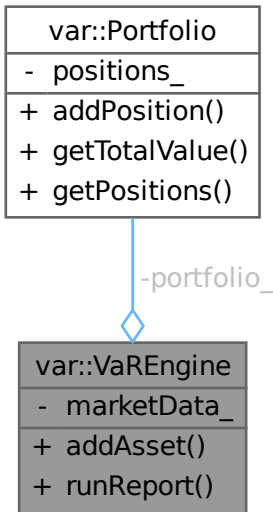 var::Portfolio
- positions_
+ addPosition()
+ getTotalValue()
+ getPositions()
-portfolio_
var::VaREngine
- marketData_
+ addAsset()
+ runReport()